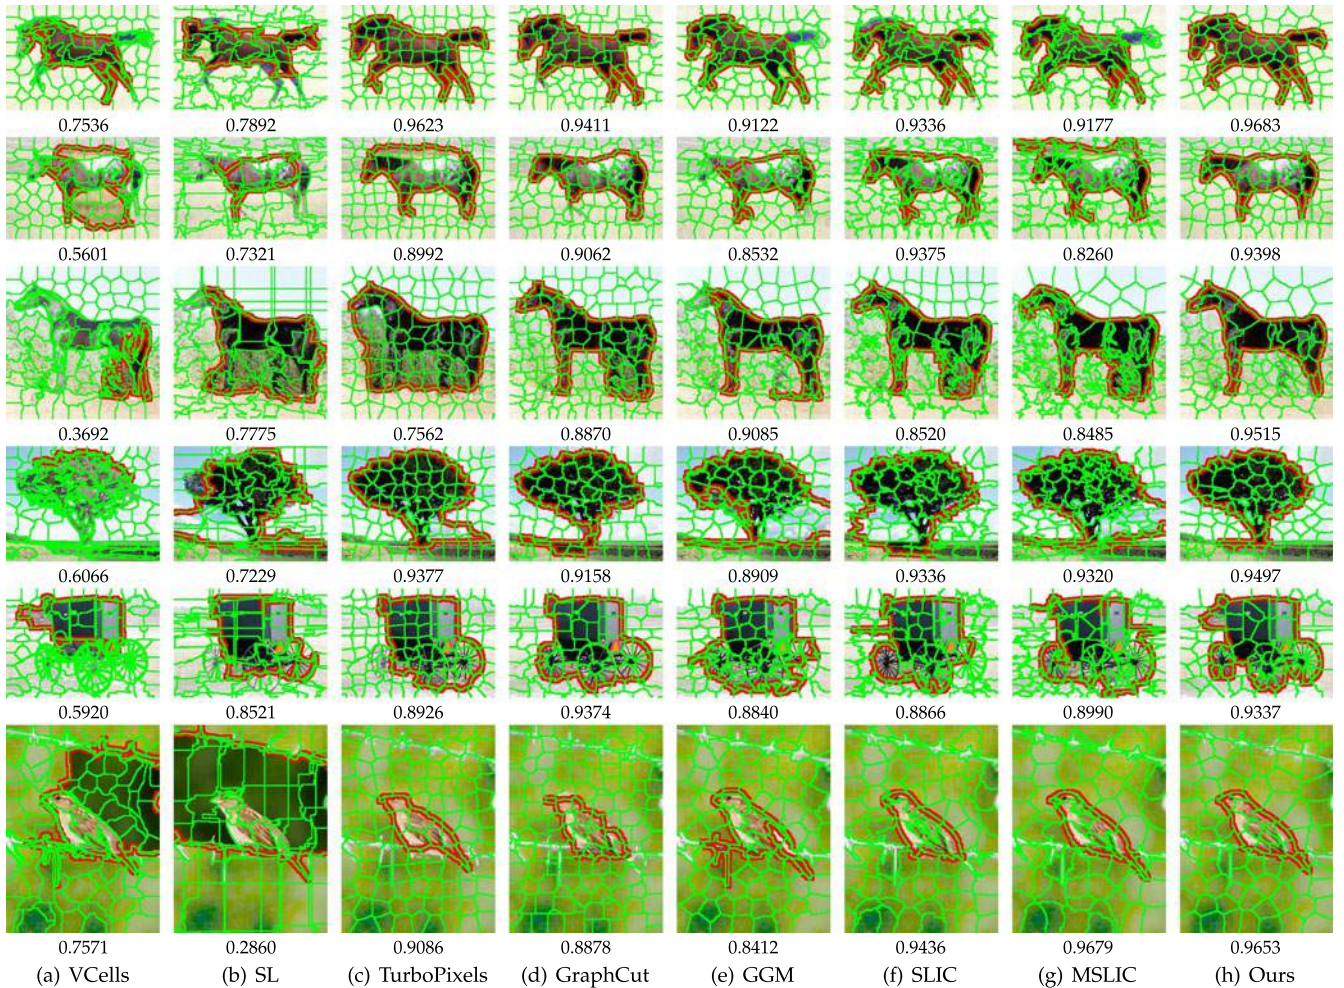 0.7536 0.7892 0.9623 0.9411 0.9122 0.9336 0.9177 0.9683
0.5601 0.7321 0.8992 0.9062 0.8532 0.9375 0.8260 0.9398
0.3692 0.7775 0.7562 0.8870 0.9085 0.8520 0.8485 0.9515
0.6066 0.7229 0.9377 0.9158 0.8909 0.9336 0.9320 0.9497
0.5920 0.8521 0.8926 0.9374 0.8840 0.8866 0.8990 0.9337
0.7571 0.2860 0.9086 0.8878 0.8412 0.9436 0.9679 0.9653
(a) VCells (b) SL (c) TurboPixels (d) GraphCut (e) GGM (f) SLIC (g) MSLIC (h) Ours